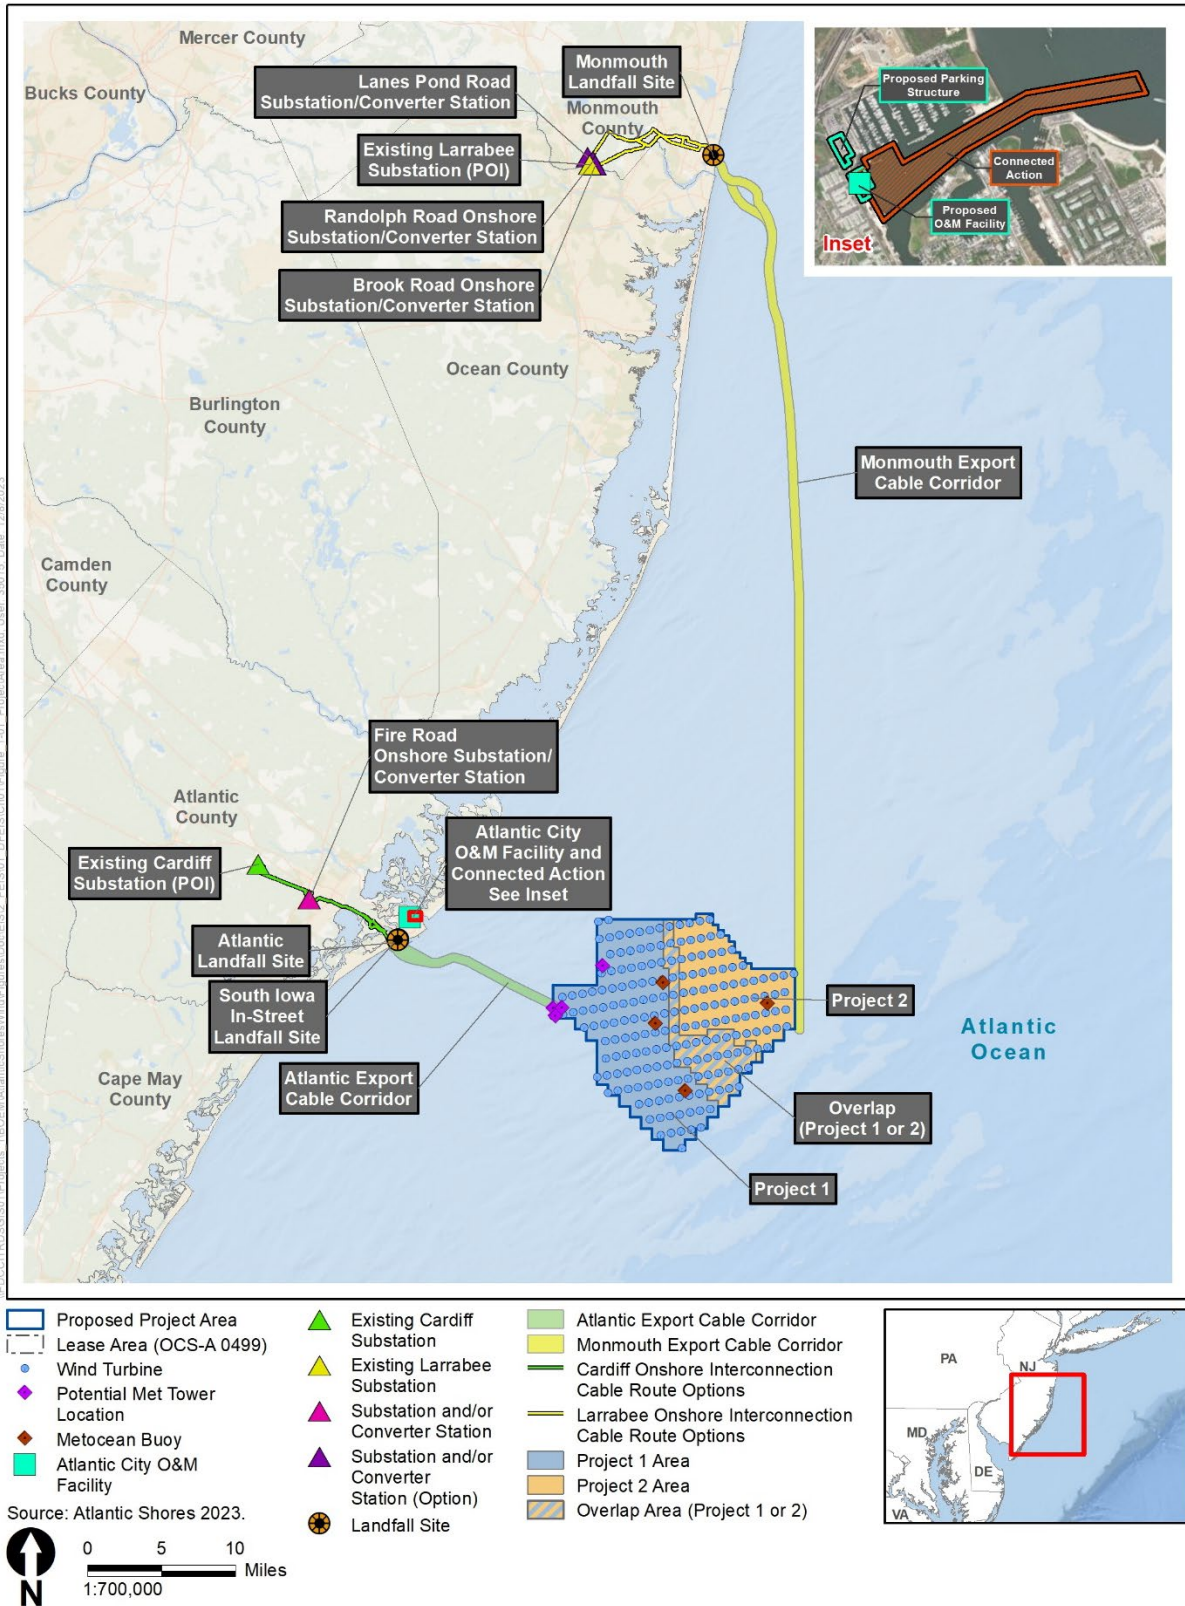 Mercer County
Bucks County
Lanes Pond Road
Substation/Converter Station
Monmouth
Landfall Site
Monmouth
County
Existing Larrabee
Substation (POI)
Randolph Road Onshore
Substation/Converter Station
Brook Road Onshore
Substation/Converter Station
Proposed Parking
Structure
Connected
Action
Proposed
O&M Facility
Inset
Ocean County
Burlington
County
Monmouth Export
Cable Corridor
Camden
County
Fire Road
Onshore Substation/
Converter Station
Atlantic
County
Existing Cardiff
Substation (POI)
Atlantic City
O&M Facility and
Connected Action
See Inset
Atlantic
Landfall Site
South Iowa
In-Street
Landfall Site
Project 2
Atlantic
Ocean
Cape May
County
Atlantic Export
Cable Corridor
Overlap
(Project 1 or 2)
Project 1
Proposed Project Area
Lease Area (OCS-A 0499)
Wind Turbine
Potential Met Tower
Location
Metocean Buoy
Atlantic City O&M
Facility
Existing Cardiff
Substation
Existing Larrabee
Substation
Substation and/or
Converter Station
Substation and/or
Converter
Station (Option)
Landfall Site
Atlantic Export Cable Corridor
Monmouth Export Cable Corridor
Cardiff Onshore Interconnection
Cable Route Options
Larrabee Onshore Interconnection
Cable Route Options
Project 1 Area
Project 2 Area
Overlap Area (Project 1 or 2)
PA
NJ
MD
DE
VA
Source: Atlantic Shores 2023.
N
0 5 10
Miles
1:700,000